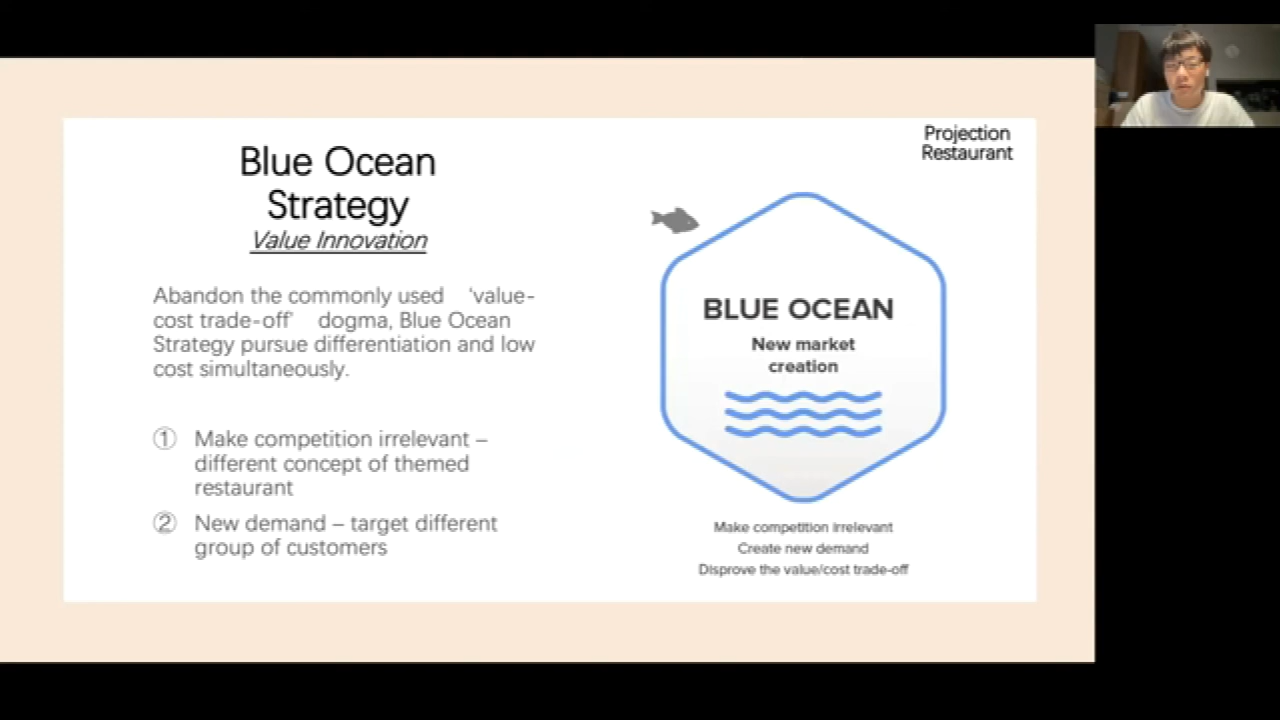 Projection
Restaurant
Blue Ocean
Strategy
Value Innovation
Abandon the commonly used ‘value-
cost trade-off’ dogma, Blue Ocean
Strategy pursue differentiation and low
cost simultaneously.
① Make competition irrelevant –
different concept of themed
restaurant
② New demand – target different
group of customers
BLUE OCEAN
New market
creation
Make competition irrelevant
Create new demand
Disprove the value/cost trade-off